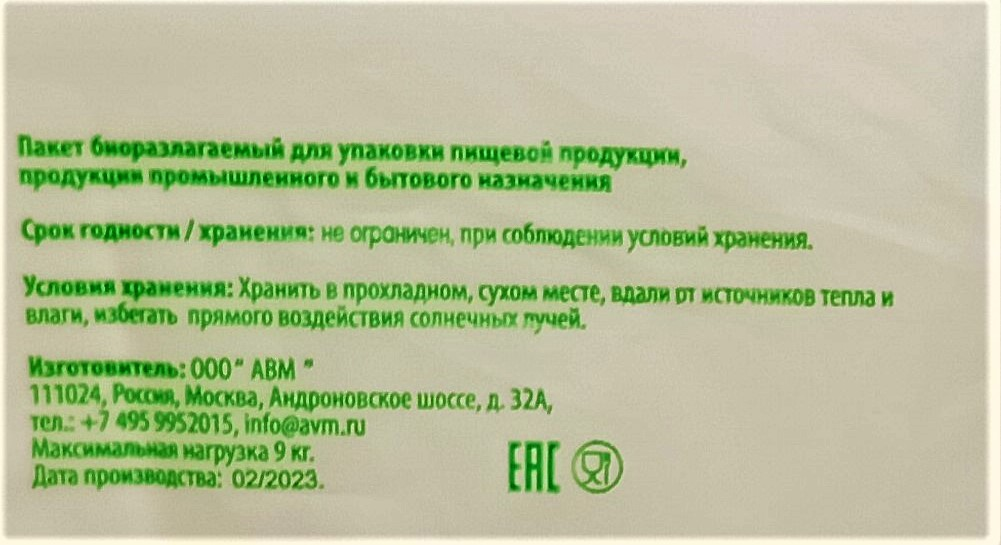 Пакет биоразлагаемый для упаковки пищевой продукции,
продукции промышленного и бытового назначения
Срок годности / хранения: не ограничен, при соблюдении условий хранения.
Условия хранения: Хранить в прохладном, сухом месте, вдали от источников тепла и
влаги, избегать прямого воздействия солнечных лучей.
Изготовитель: ООО " АВМ "
111024, Россия, Москва, Андроновское шоссе, д. 32А,
тел.: +7 495 9952015, info@avm.ru
Максимальная нагрузка 9 кг.
Дата производства: 02/2023.
EAC